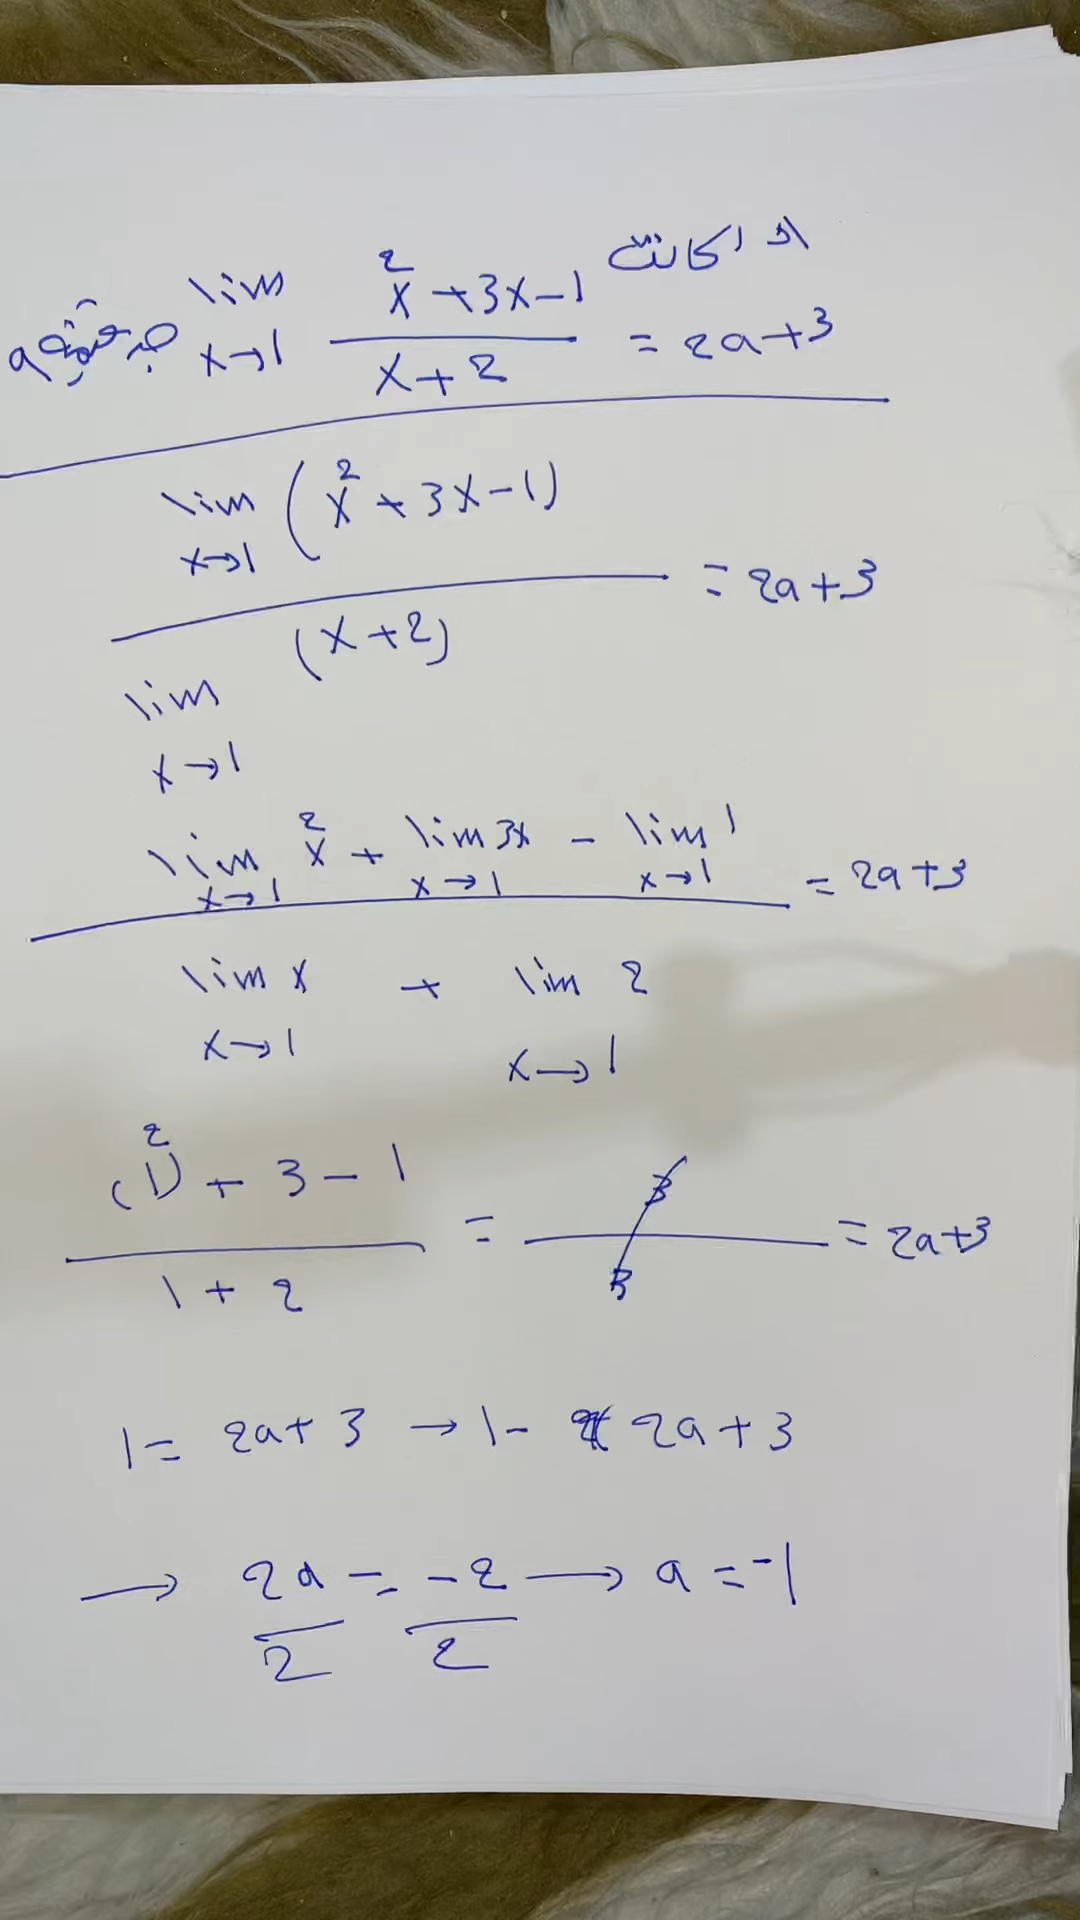 اذا كانت lim x→1 (x²+3x-1)/(x+2) = 2a+3 جد قيمة a
lim x→1 (x²+3x-1)
= 2a+3
lim x→1 (x+2)
lim x→1 x² + lim x→1 3x - lim x→1 1
= 2a+3
lim x→1 x + lim x→1 2
((1)²+3-1)/(1+2) = 3/3 = 2a+3
1= 2a+3 → 1- 2a+3
→ 2a/2 = -2/2 → a = -1